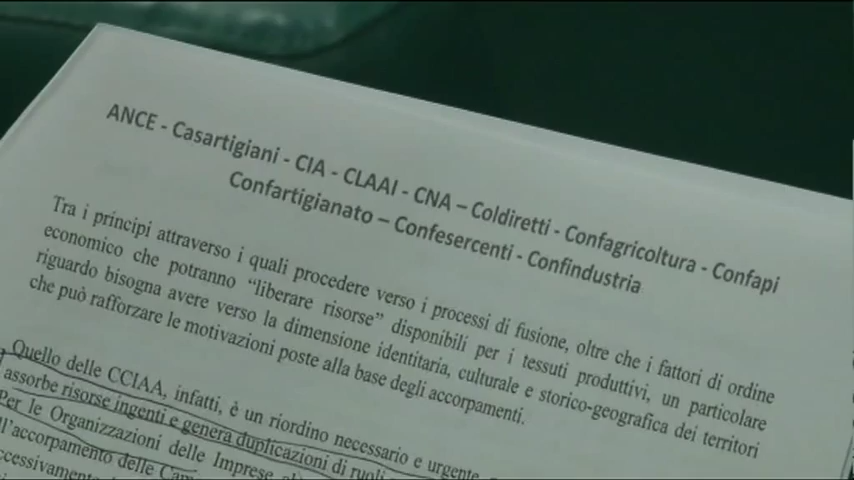 ANCE - Casartigiani - CIA - CLAAI - CNA – Coldiretti - Confagricoltura - Confapi
Confartigianato – Confesercenti - Confindustria
Tra i principi attraverso i quali procedere verso i processi di fusione, oltre che i fattori di ordine
economico che potranno “liberare risorse” disponibili per i tessuti produttivi, un particolare
riguardo bisogna avere verso la dimensione identitaria, culturale e storico-geografica dei territori
che può rafforzare le motivazioni poste alla base degli accorpamenti.
Quello delle CCIAA, infatti, è un riordino necessario e urgente.
assorbe risorse ingenti e genera duplicazioni di ruoli
Per le Organizzazioni delle Imprese
ll’accorpamento delle